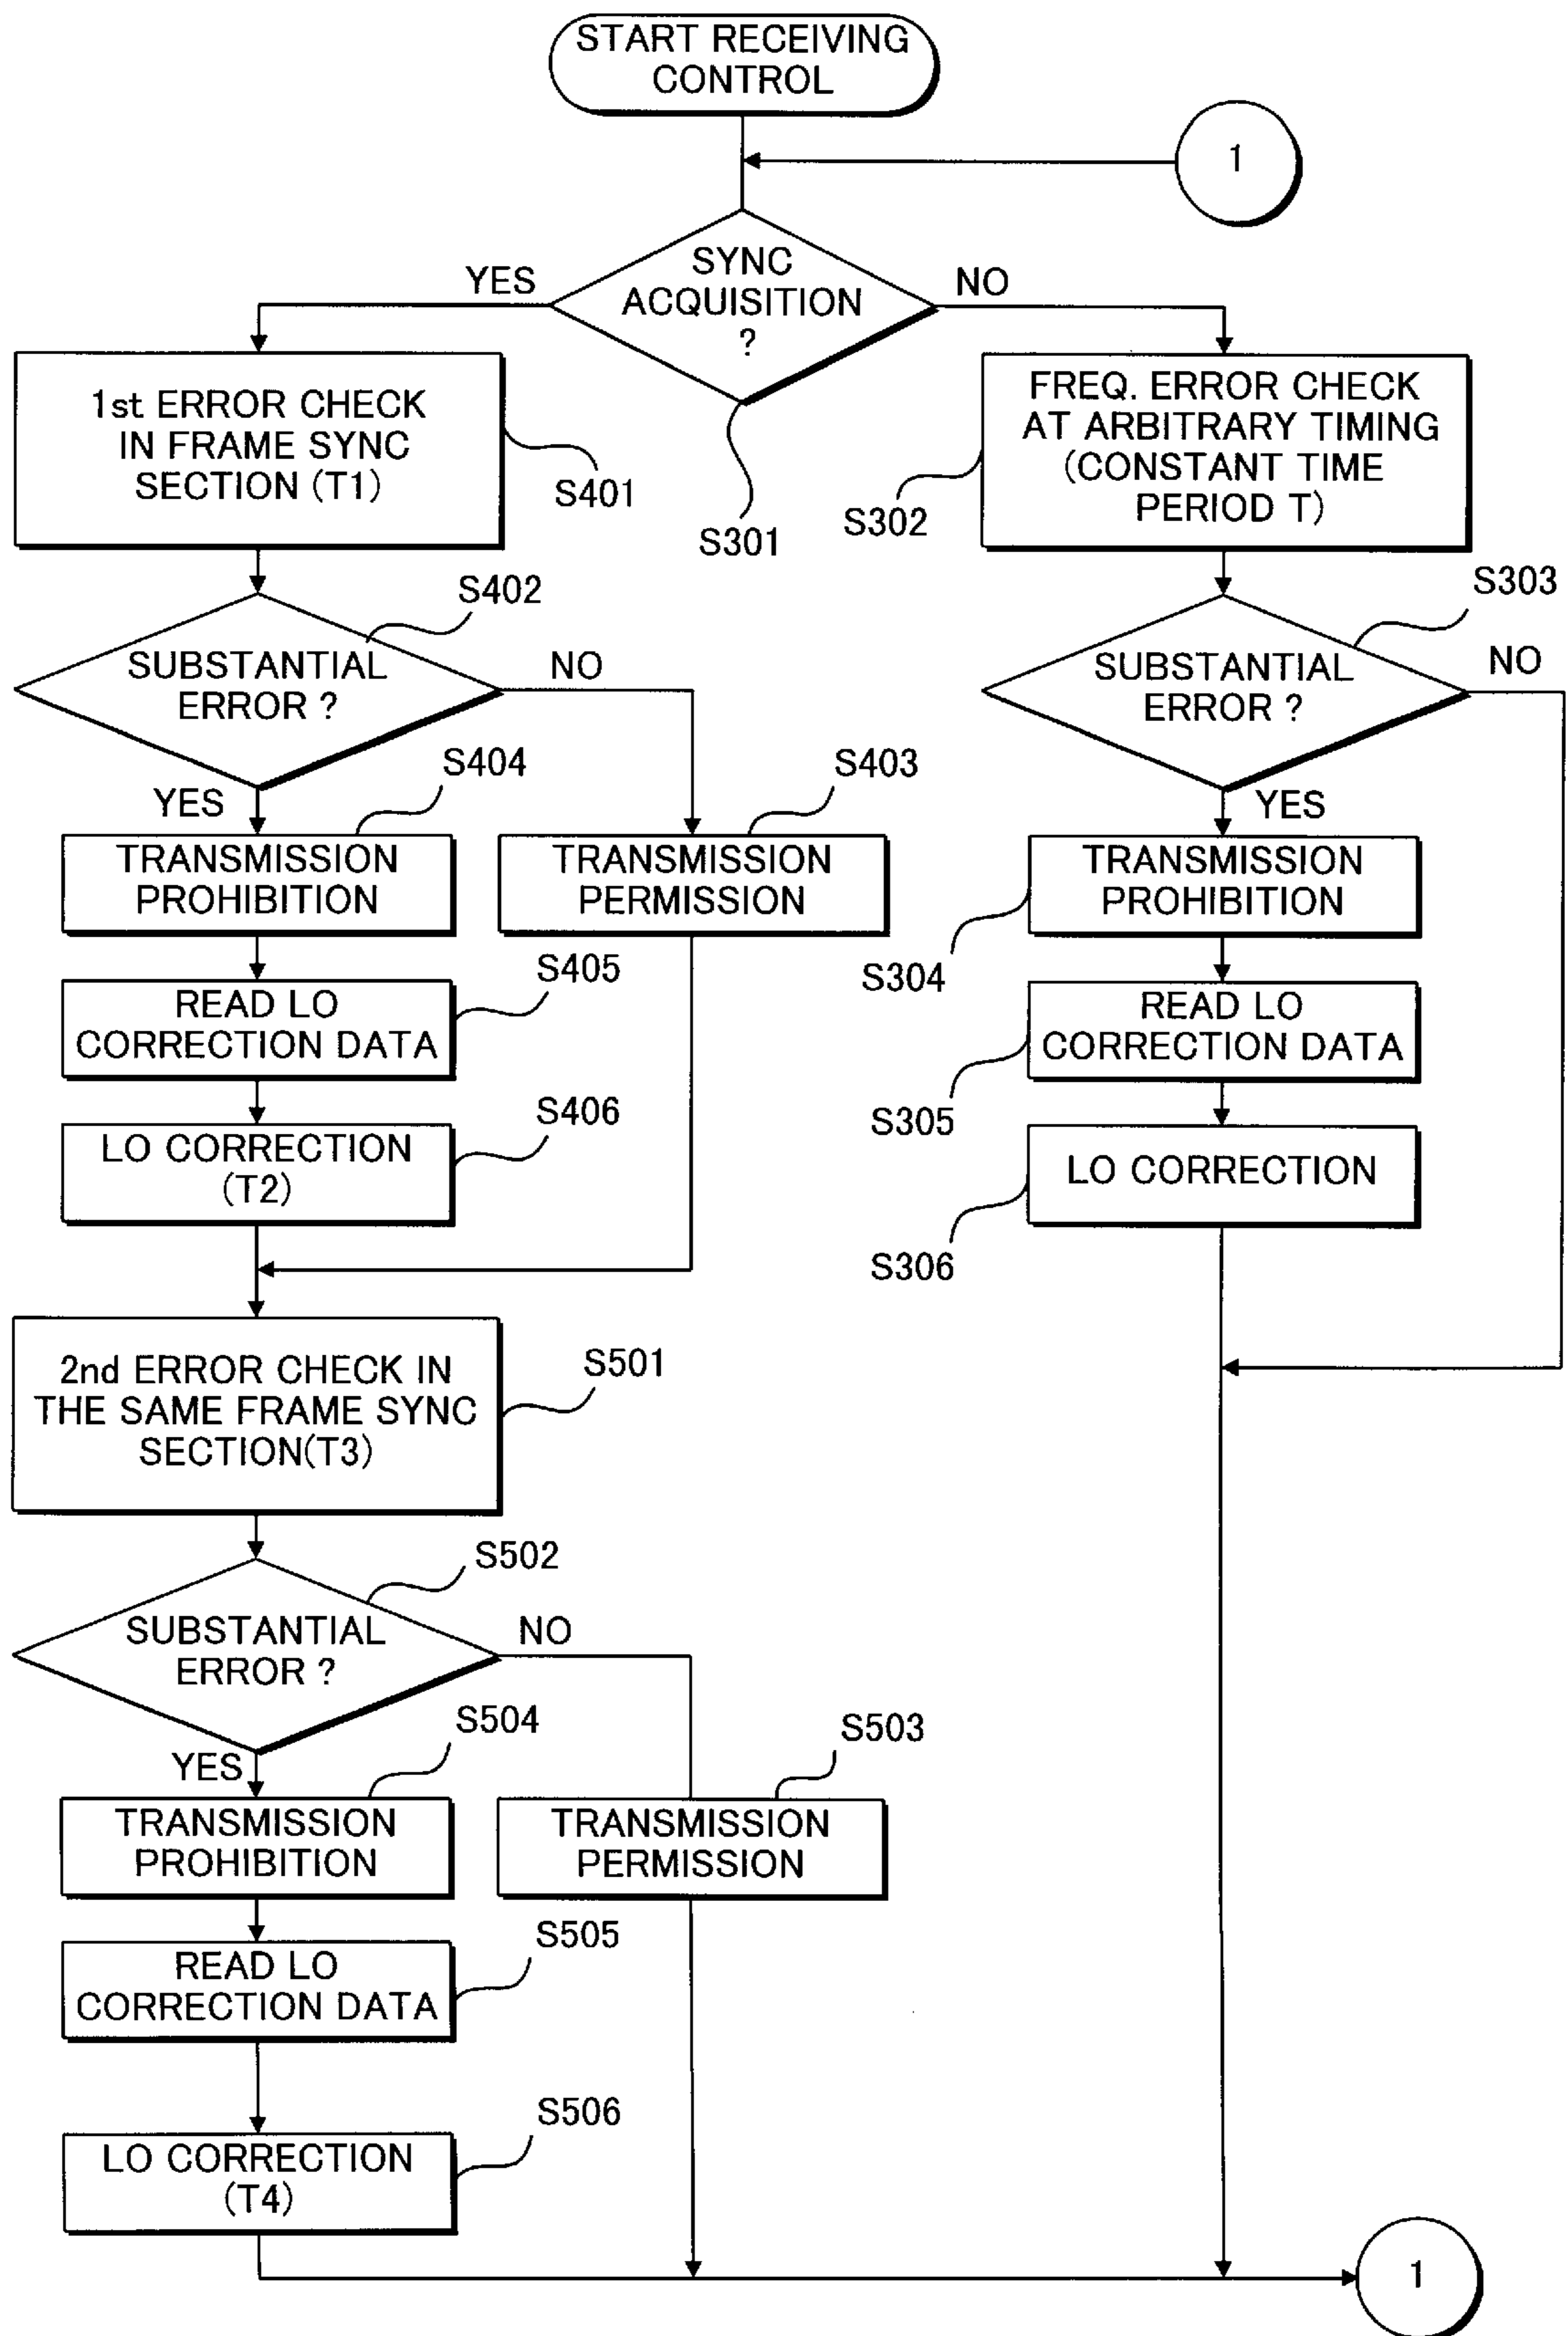 START RECEIVING
CONTROL
1
SYNC
ACQUISITION
?
YES
NO
S301
1st ERROR CHECK
IN FRAME SYNC
SECTION (T1)
S401
FREQ. ERROR CHECK
AT ARBITRARY TIMING
(CONSTANT TIME
PERIOD T)
S302
SUBSTANTIAL
ERROR ?
S402
NO
YES
SUBSTANTIAL
ERROR ?
S303
NO
YES
TRANSMISSION
PROHIBITION
S404
TRANSMISSION
PERMISSION
S403
TRANSMISSION
PROHIBITION
S304
READ LO
CORRECTION DATA
S405
READ LO
CORRECTION DATA
S305
LO CORRECTION
(T2)
S406
LO CORRECTION
S306
2nd ERROR CHECK IN
THE SAME FRAME SYNC
SECTION(T3)
S501
SUBSTANTIAL
ERROR ?
S502
NO
YES
TRANSMISSION
PROHIBITION
S504
TRANSMISSION
PERMISSION
S503
READ LO
CORRECTION DATA
S505
LO CORRECTION
(T4)
S506
1